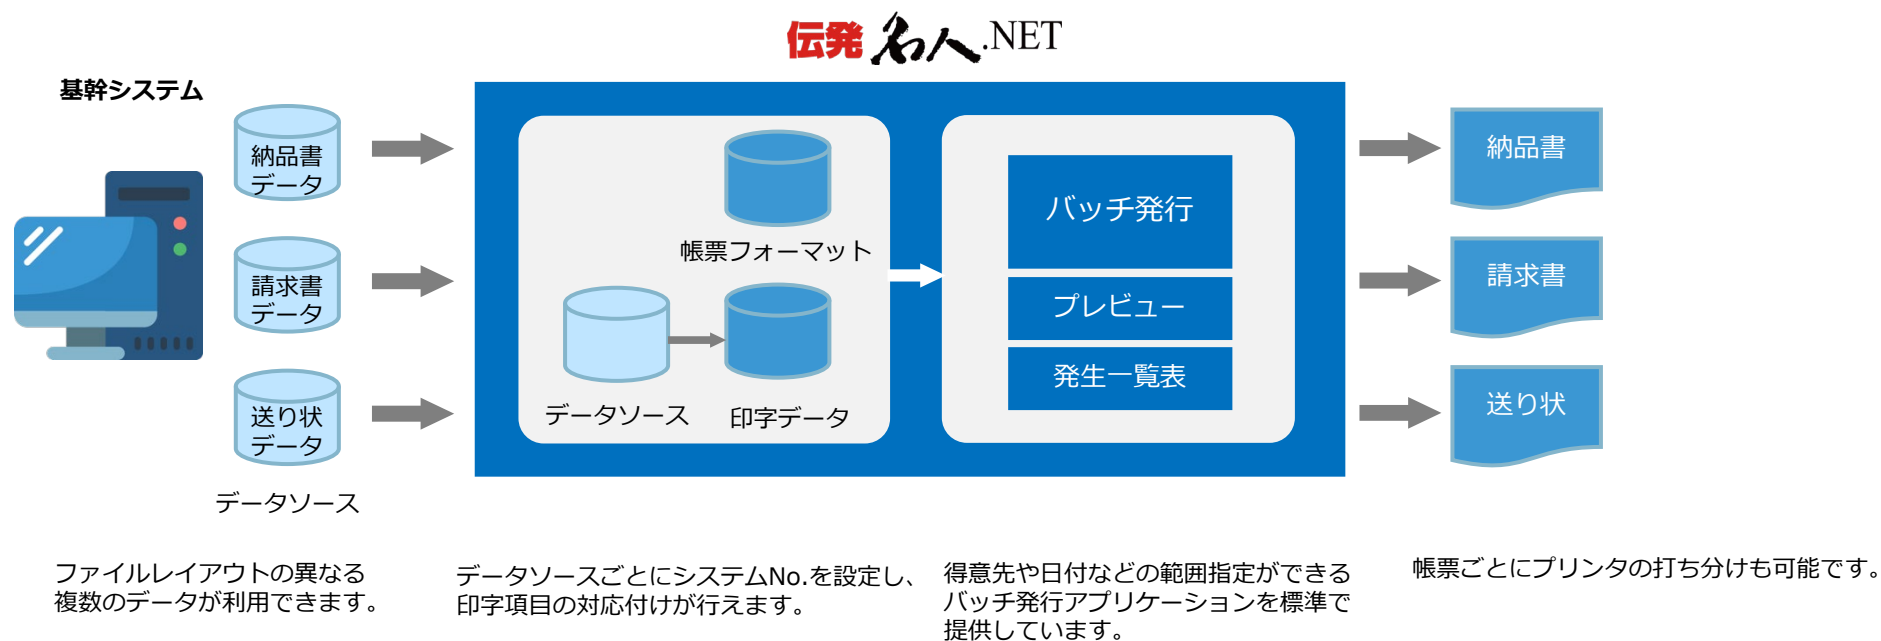 伝発名人.NET
基幹システム
納品書
データ
請求書
データ
送り状
データ
データソース
帳票フォーマット
データソース
印字データ
バッチ発行
プレビュー
発生一覧表
納品書
請求書
送り状
ファイルレイアウトの異なる
複数のデータが利用できます。
データソースごとにシステムNo.を設定し、
印字項目の対応付けが行えます。
得意先や日付などの範囲指定ができる
バッチ発行アプリケーションを標準で
提供しています。
帳票ごとにプリンタの打ち分けも可能です。